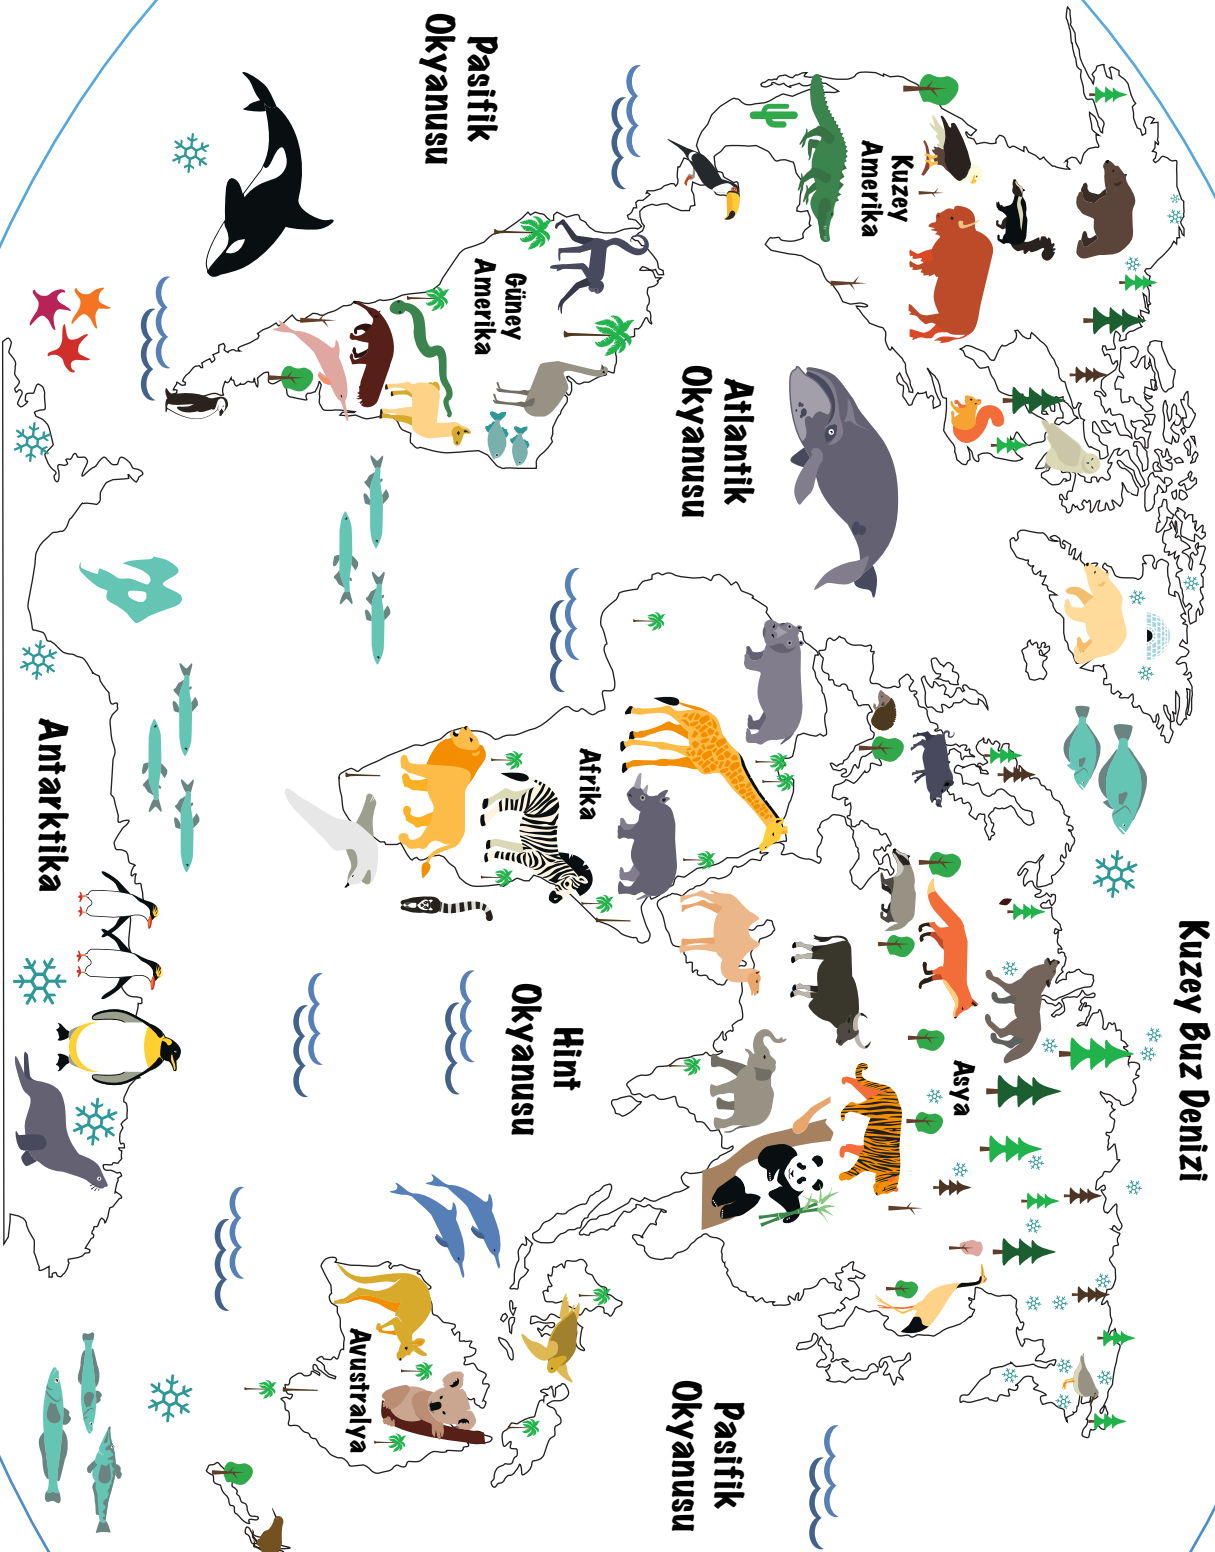 Kuzey Buz Denizi
Kuzey
Amerika
Asya
Pasifik
Okyanusu
Atlantik
Okyanusu
Pasifik
Okyanusu
Güney
Amerika
Afrika
Hint
Okyanusu
Avustralya
Antarktika